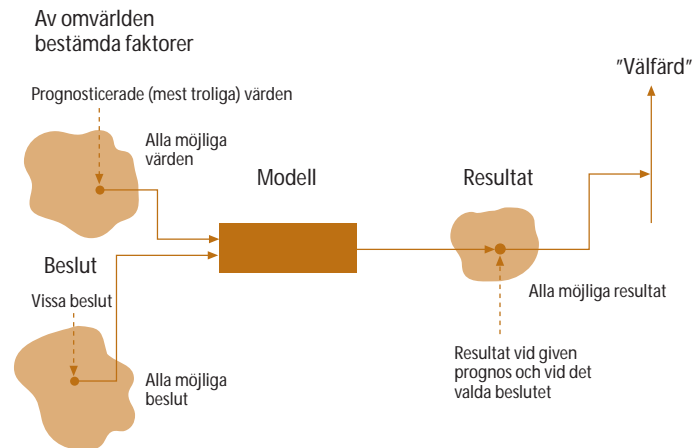 Av omvärlden
bestämda faktorer
"Välfärd"
Prognosticerade (mest troliga) värden
Alla möjliga
värden
Modell
Resultat
Beslut
Vissa beslut
Alla möjliga resultat
Alla möjliga
beslut
Resultat vid given
prognos och vid det
valda beslutet